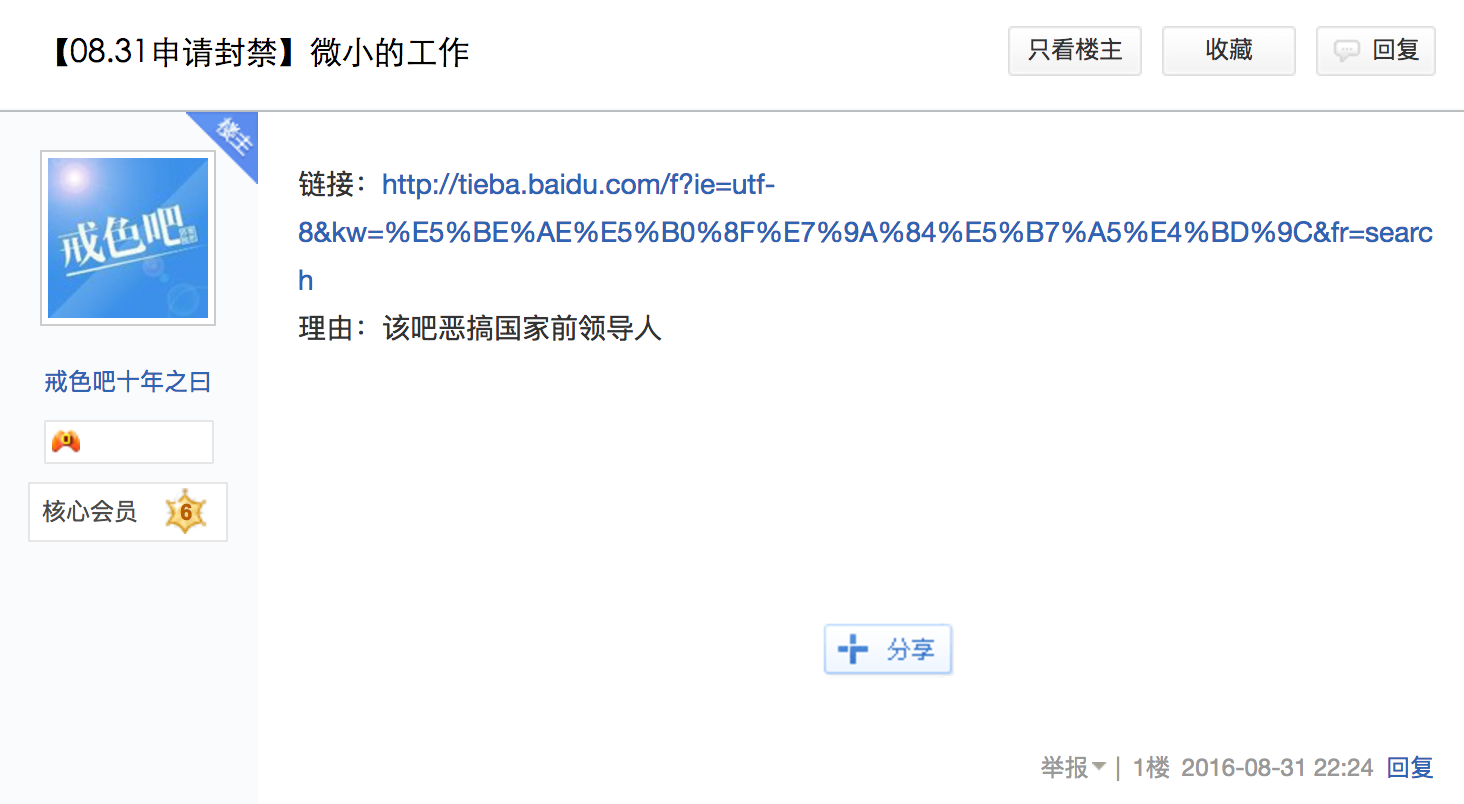 【08.31申请封禁】微小的工作
只看楼主
收藏
回复
楼主
戒色吧
戒色吧十年之曰
核心会员
6
链接：http://tieba.baidu.com/f?ie=utf-
8&kw=%E5%BE%AE%E5%B0%8F%E7%9A%84%E5%B7%A5%E4%BD%9C&fr=searc
h
理由：该吧恶搞国家前领导人
分享
举报 | 1楼 2016-08-31 22:24 回复